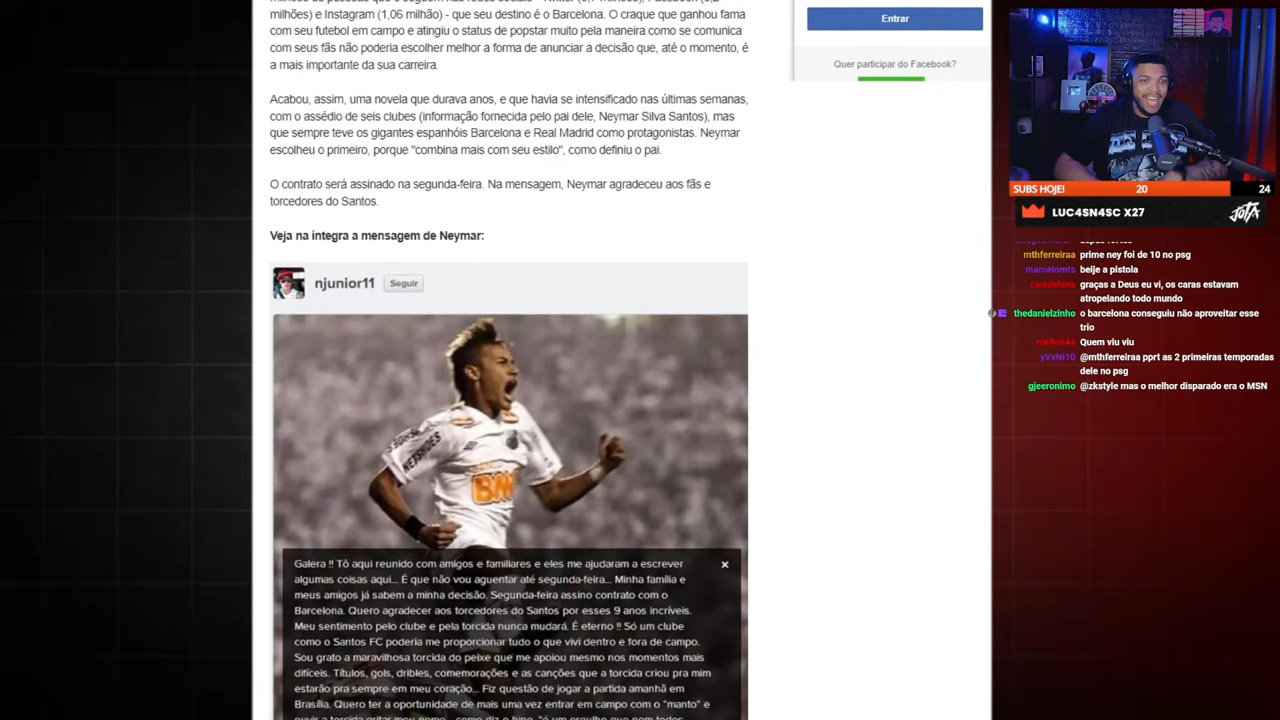 com seu futebol em campo e atingiu o status de popstar muito pela maneira como se comunica
com seus fãs não poderia escolher melhor a forma de anunciar a decisão que, até o momento, é
a mais importante da sua carreira.
Acabou, assim, uma novela que durava anos, e que havia se intensificado nas últimas semanas,
com o assédio de seis clubes (informação fornecida pelo pai dele, Neymar Silva Santos), mas
que sempre teve os gigantes espanhóis Barcelona e Real Madrid como protagonistas. Neymar
escolheu o primeiro, porque "combina mais com seu estilo", como definiu o pai.
O contrato será assinado na segunda-feira. Na mensagem, Neymar agradeceu aos fãs e
torcedores do Santos.
Veja na íntegra a mensagem de Neymar:
njunior11 Seguir
NETSHOES
BMG
Galera !! Tô aqui reunido com amigos e familiares e eles me ajudaram a escrever
algumas coisas aqui... É que não vou aguentar até segunda-feira... Minha família e
meus amigos já sabem a minha decisão. Segunda-feira assino contrato com o
Barcelona. Quero agradecer aos torcedores do Santos por esses 9 anos incríveis.
Meu sentimento pelo clube e pela torcida nunca mudará. É eterno !! Só um clube
como o Santos FC poderia me proporcionar tudo o que vivi dentro e fora de campo.
Sou grato a maravilhosa torcida do peixe que me apoiou mesmo nos momentos mais
difíceis. Títulos, gols, dribles, comemorações e as canções que a torcida criou pra mim
estarão pra sempre em meu coração... Fiz questão de jogar a partida amanhã em
Brasília. Quero ter a oportunidade de mais uma vez entrar em campo com o "manto" e
Entrar
Quer participar do Facebook?
SUBS HOJE! 20 24
LUC4SN4SC X27 JOTA
mthferreiraa prime ney foi de 10 no psg
marcelomts beije a pistola
caiodelana graças a Deus eu vi, os caras estavam
atropelando todo mundo
thedanielzinho o barcelona conseguiu não aproveitar esse
trio
nielfon44 Quem viu viu
yVxNI10 @mthferreiraa pprt as 2 primeiras temporadas
dele no psg
gjeeronimo @zkstyle mas o melhor disparado era o MSN